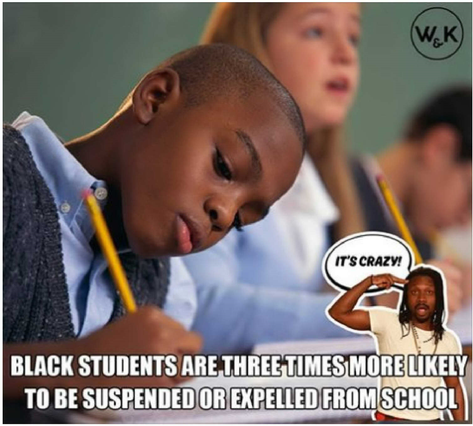 W&K
IT'S CRAZY!
BLACK STUDENTS ARE THREE TIMES MORE LIKELY
TO BE SUSPENDED OR EXPELLED FROM SCHOOL